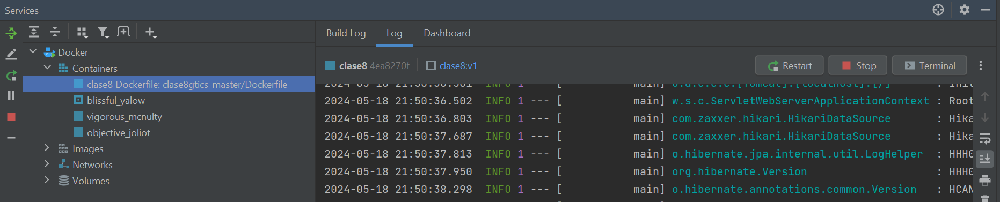 Services
Docker
Containers
clase8 Dockerfile: clase8gtics-master/Dockerfile
blissful_yalow
vigorous_mcnulty
objective_joliot
Images
Networks
Volumes
Build Log Log Dashboard
clase8 4ea8270f clase8:v1 Restart Stop Terminal
2024-05-18 21:50:36.502 INFO 1 --- [ main] w.s.c.ServletWebServerApplicationContext : Root
2024-05-18 21:50:36.803 INFO 1 --- [ main] com.zaxxer.hikari.HikariDataSource : Hika
2024-05-18 21:50:37.687 INFO 1 --- [ main] com.zaxxer.hikari.HikariDataSource : Hika
2024-05-18 21:50:37.813 INFO 1 --- [ main] o.hibernate.jpa.internal.util.LogHelper : HHH0
2024-05-18 21:50:37.950 INFO 1 --- [ main] org.hibernate.Version : HHH0
2024-05-18 21:50:38.298 INFO 1 --- [ main] o.hibernate.annotations.common.Version : HCAN